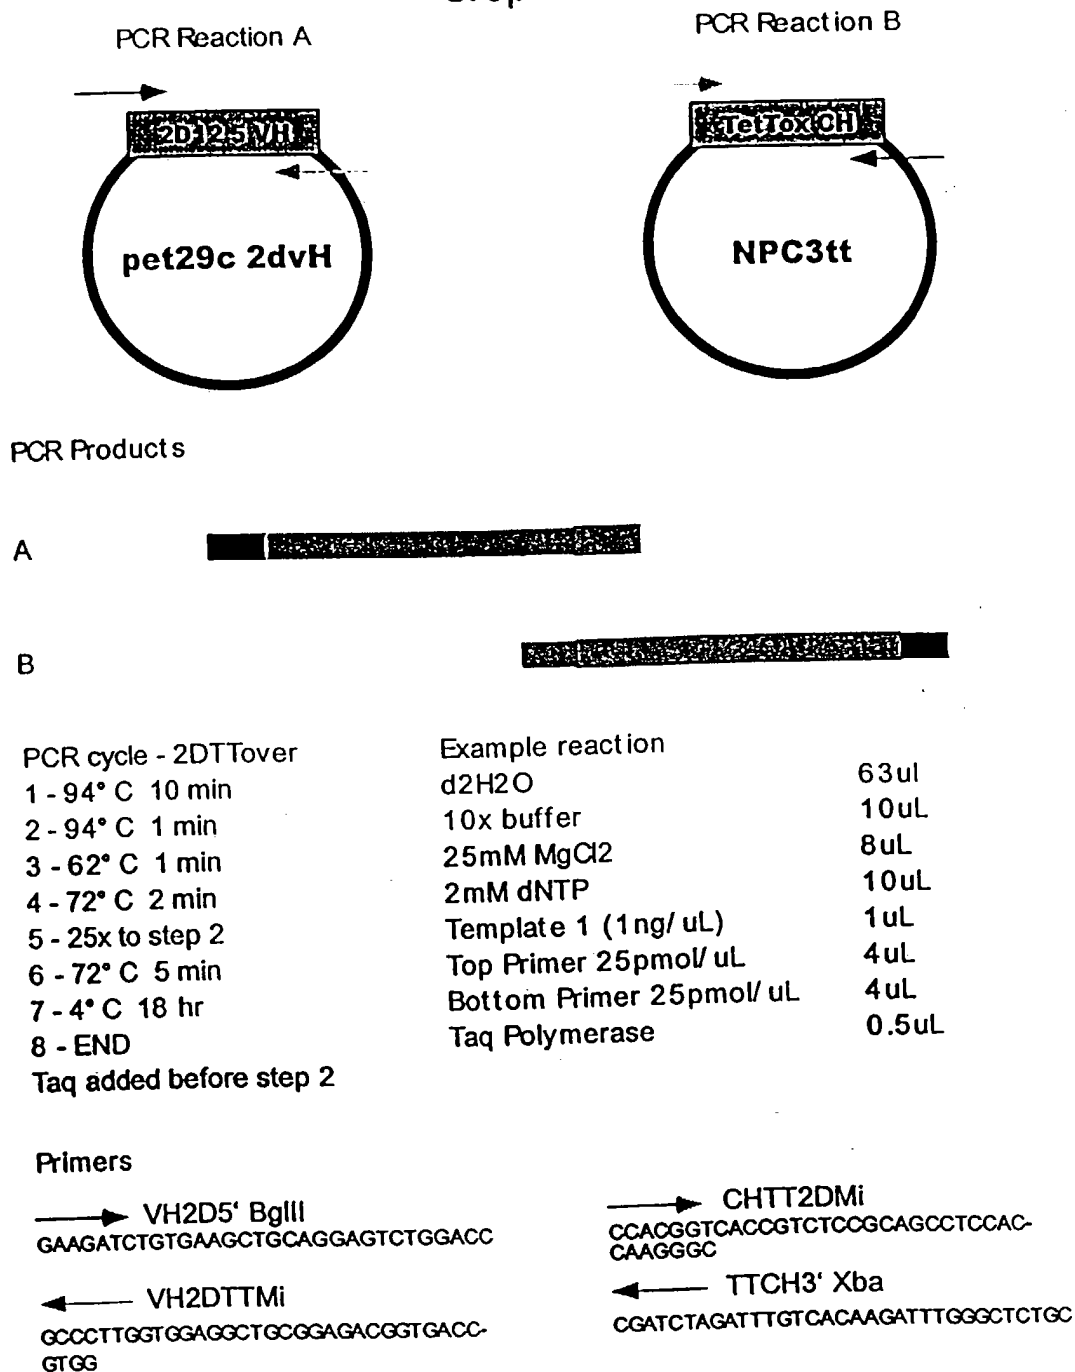 PCR Reaction A
PCR Reaction B
2D12.5 VH
TetTox CH
pet29c 2dvH
NPC3tt
PCR Products
A
B
PCR cycle - 2DTTover
1 - 94° C 10 min
2 - 94° C 1 min
3 - 62° C 1 min
4 - 72° C 2 min
5 - 25x to step 2
6 - 72° C 5 min
7 - 4° C 18 hr
8 - END
Taq added before step 2
Example reaction
d2H2O 63ul
10x buffer 10uL
25mM MgCl2 8uL
2mM dNTP 10uL
Template 1 (1ng/ uL) 1uL
Top Primer 25pmol/ uL 4uL
Bottom Primer 25pmol/ uL 4uL
Taq Polymerase 0.5uL
Primers
VH2D5' BglII
GAAGATCTGTGAAGCTGCAGGAGTCTGGACC
VH2DTTMi
GCCCTTGGTGGAGGCTGCGGAGACGGTGACC-
GTGG
CHTT2DMi
CCACGGTCACCGTCTCCGCAGCCTCCAC-
CAAGGGC
TTCH3' Xba
CGATCTAGATTTGTCACAAGATTTGGGCTCTGC